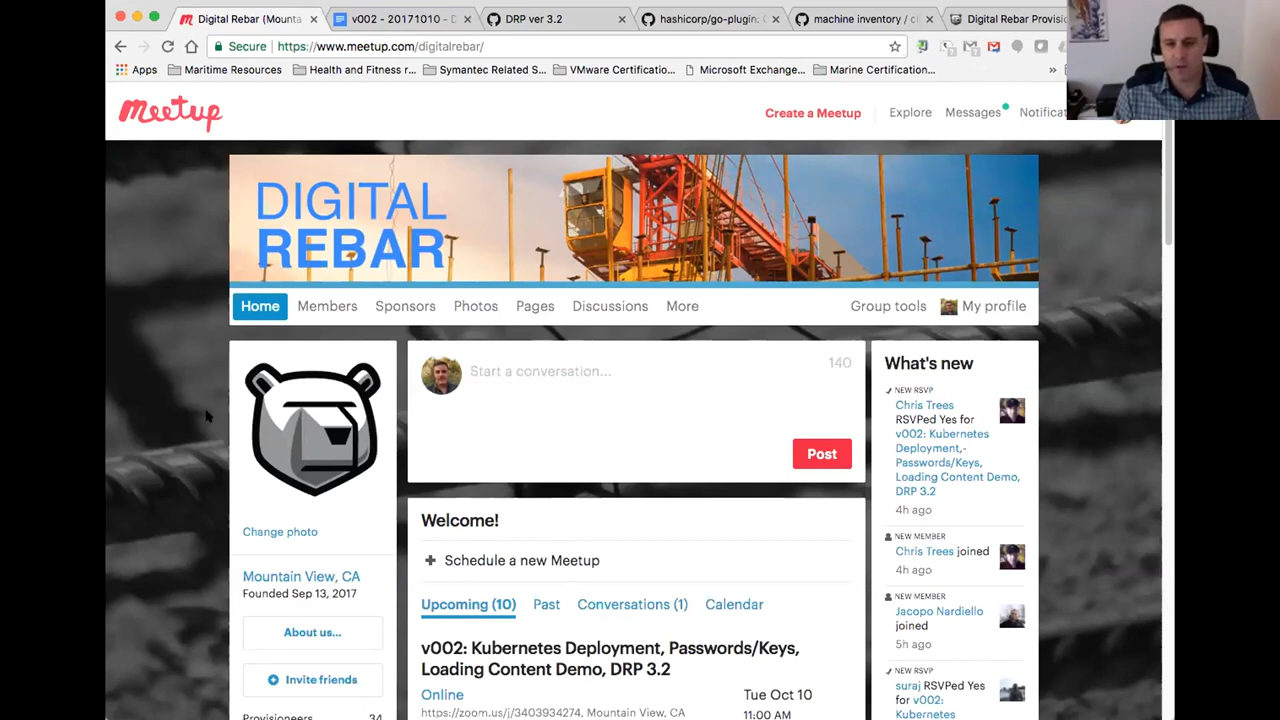 Digital Rebar (Mounta
v002 - 20171010 - D
DRP ver 3.2
hashicorp/go-plugin:
machine inventory / c
Digital Rebar Provisi
Secure
https://www.meetup.com/digitalrebar/
Apps
Maritime Resources
Health and Fitness r...
Symantec Related S...
VMware Certificatio...
Microsoft Exchange...
Marine Certification...
»
meetup
Create a Meetup
Explore
Messages
Notificat
DIGITAL
REBAR
Home
Members
Sponsors
Photos
Pages
Discussions
More
Group tools
My profile
Change photo
Mountain View, CA
Founded Sep 13, 2017
About us...
Invite friends
Provisioneers
34
Start a conversation...
140
Post
Welcome!
Schedule a new Meetup
Upcoming (10)
Past
Conversations (1)
Calendar
v002: Kubernetes Deployment, Passwords/Keys,
Loading Content Demo, DRP 3.2
Online
https://zoom.us/j/3403934274, Mountain View, CA
Tue Oct 10
11:00 AM
What's new
NEW RSVP
Chris Trees
RSVPed Yes for
v002: Kubernetes
Deployment,-
Passwords/Keys,
Loading Content Demo,
DRP 3.2
4h ago
NEW MEMBER
Chris Trees joined
4h ago
NEW MEMBER
Jacopo Nardiello
joined
5h ago
NEW RSVP
suraj RSVPed Yes
for v002:
Kubernetes